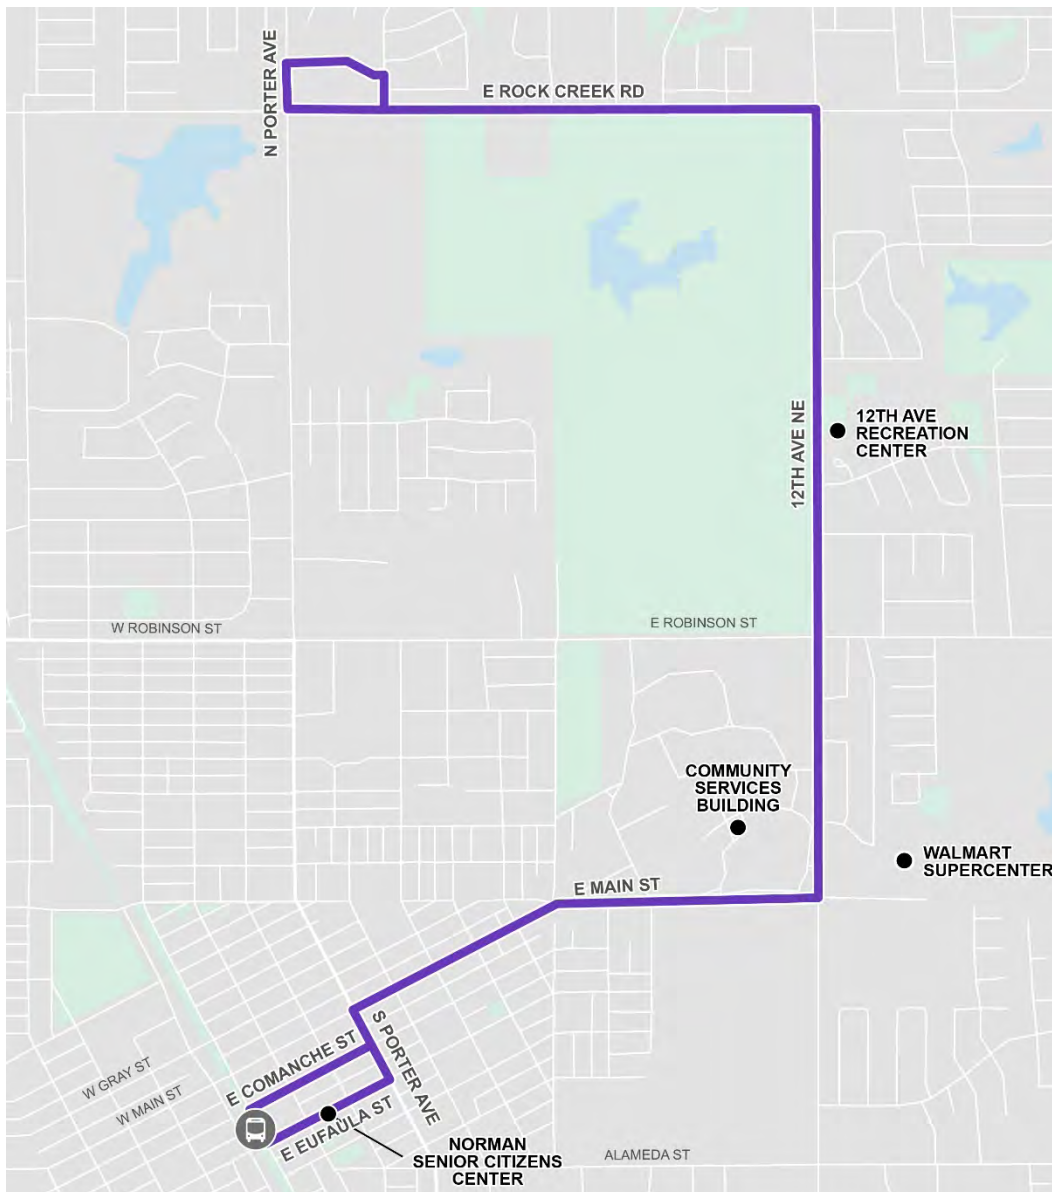 N PORTER AVE
E ROCK CREEK RD
12TH AVE NE
12TH AVE
RECREATION
CENTER
W ROBINSON ST
E ROBINSON ST
COMMUNITY
SERVICES
BUILDING
WALMART
SUPERCENTER
E MAIN ST
S PORTER AVE
E COMANCHE ST
W GRAY ST
W MAIN ST
E EUFAULA ST
NORMAN
SENIOR CITIZENS
CENTER
ALAMEDA ST